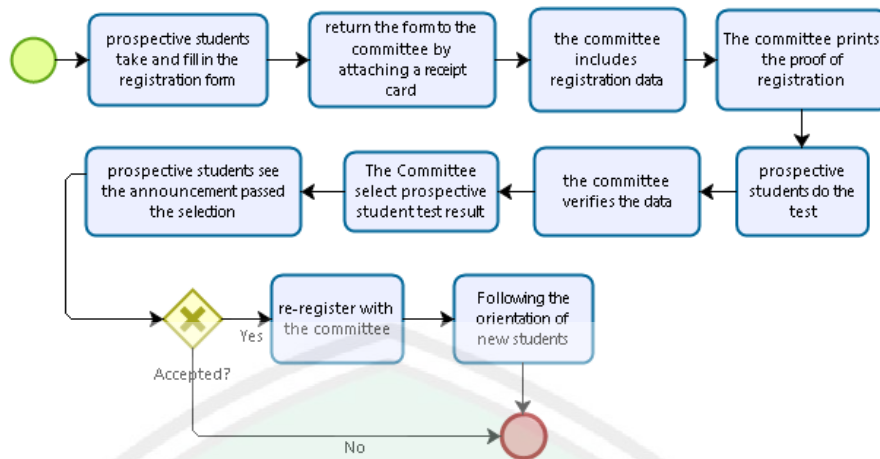 prospective students
take and fill in the
registration form
return the form to the
the committee by
attaching a receipt
card
the committee
includes
registration data
The committee prints
the proof of
registration
prospective students see
the announcement passed
the selection
The Committee
select prospective
student test result
the committee
verifies the data
prospective
students do the
test
re-register with
the committee
Following the
orientation of
new students
Yes
Accepted?
No